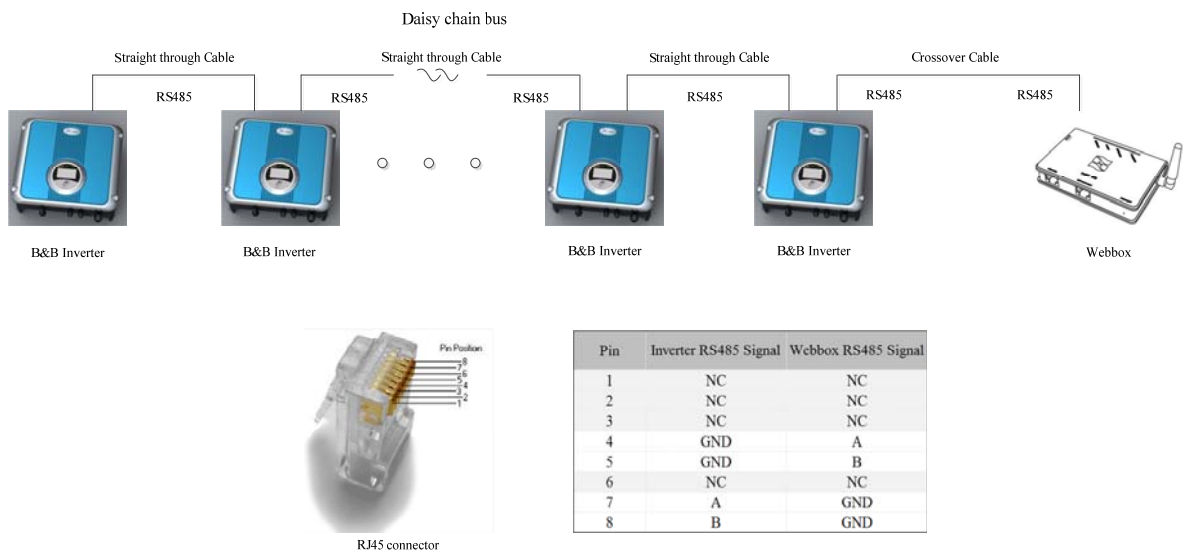 Daisy chain bus
Straight through Cable
Straight through Cable
Straight through Cable
Crossover Cable
RS485
RS485
RS485
RS485
RS485
RS485
B&B Inverter
B&B Inverter
B&B Inverter
B&B Inverter
Webbox
Pin Position
8
7
6
5
4
3
2
1
RJ45 connector
Pin Inverter RS485 Signal Webbox RS485 Signal
1 NC NC
2 NC NC
3 NC NC
4 GND A
5 GND B
6 NC NC
7 A GND
8 B GND